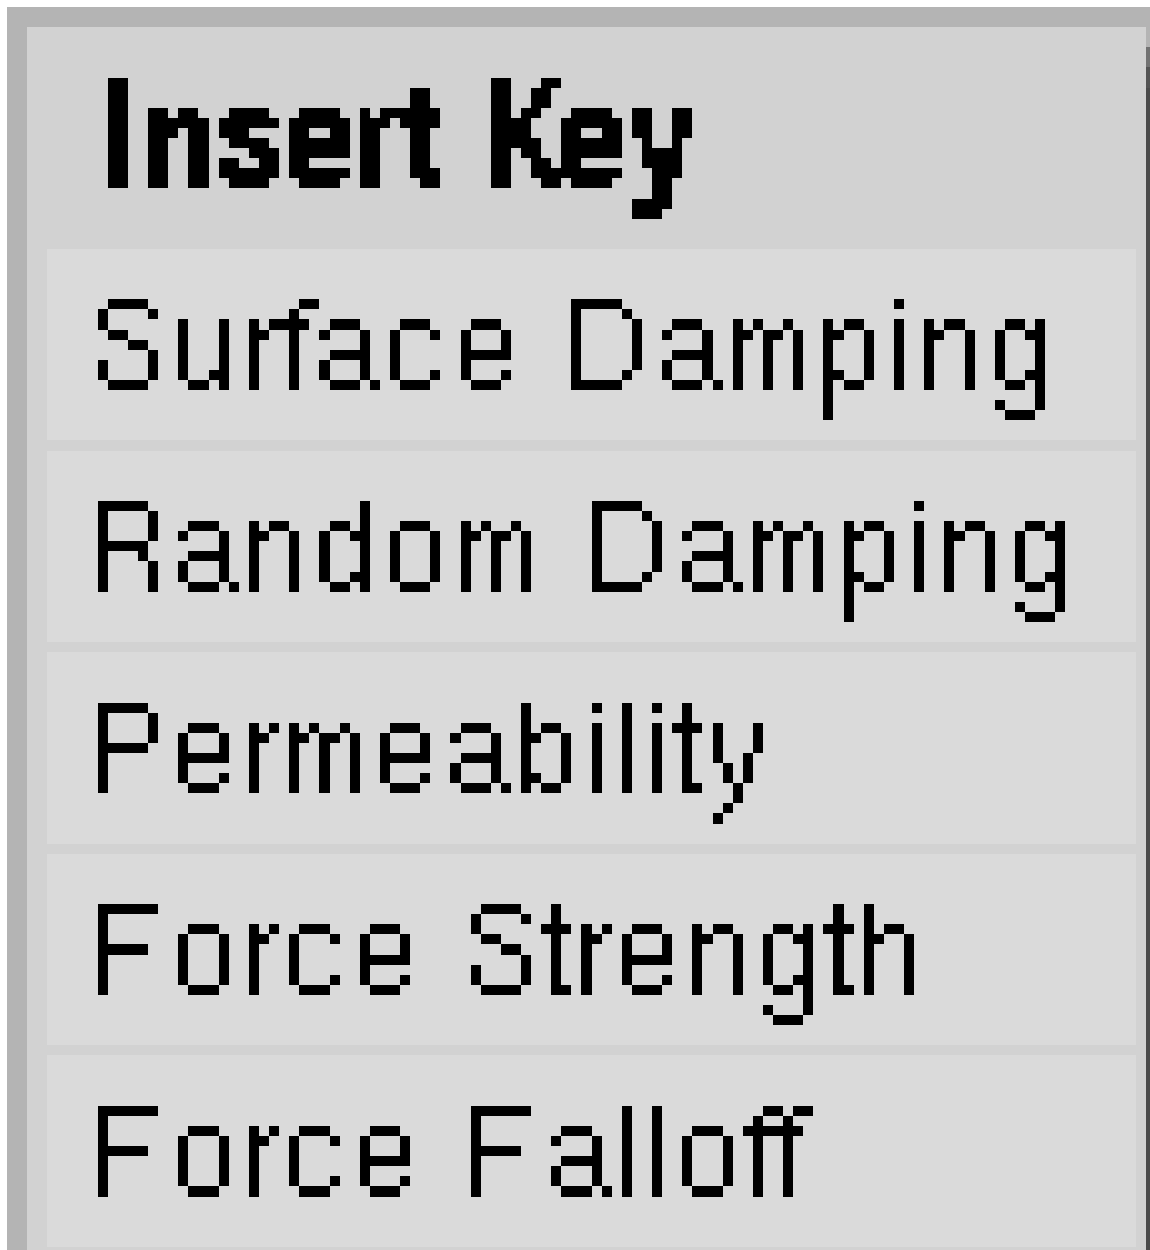 Insert Key
Surface Damping
Random Damping
Permeability
Force Strength
Force Falloff